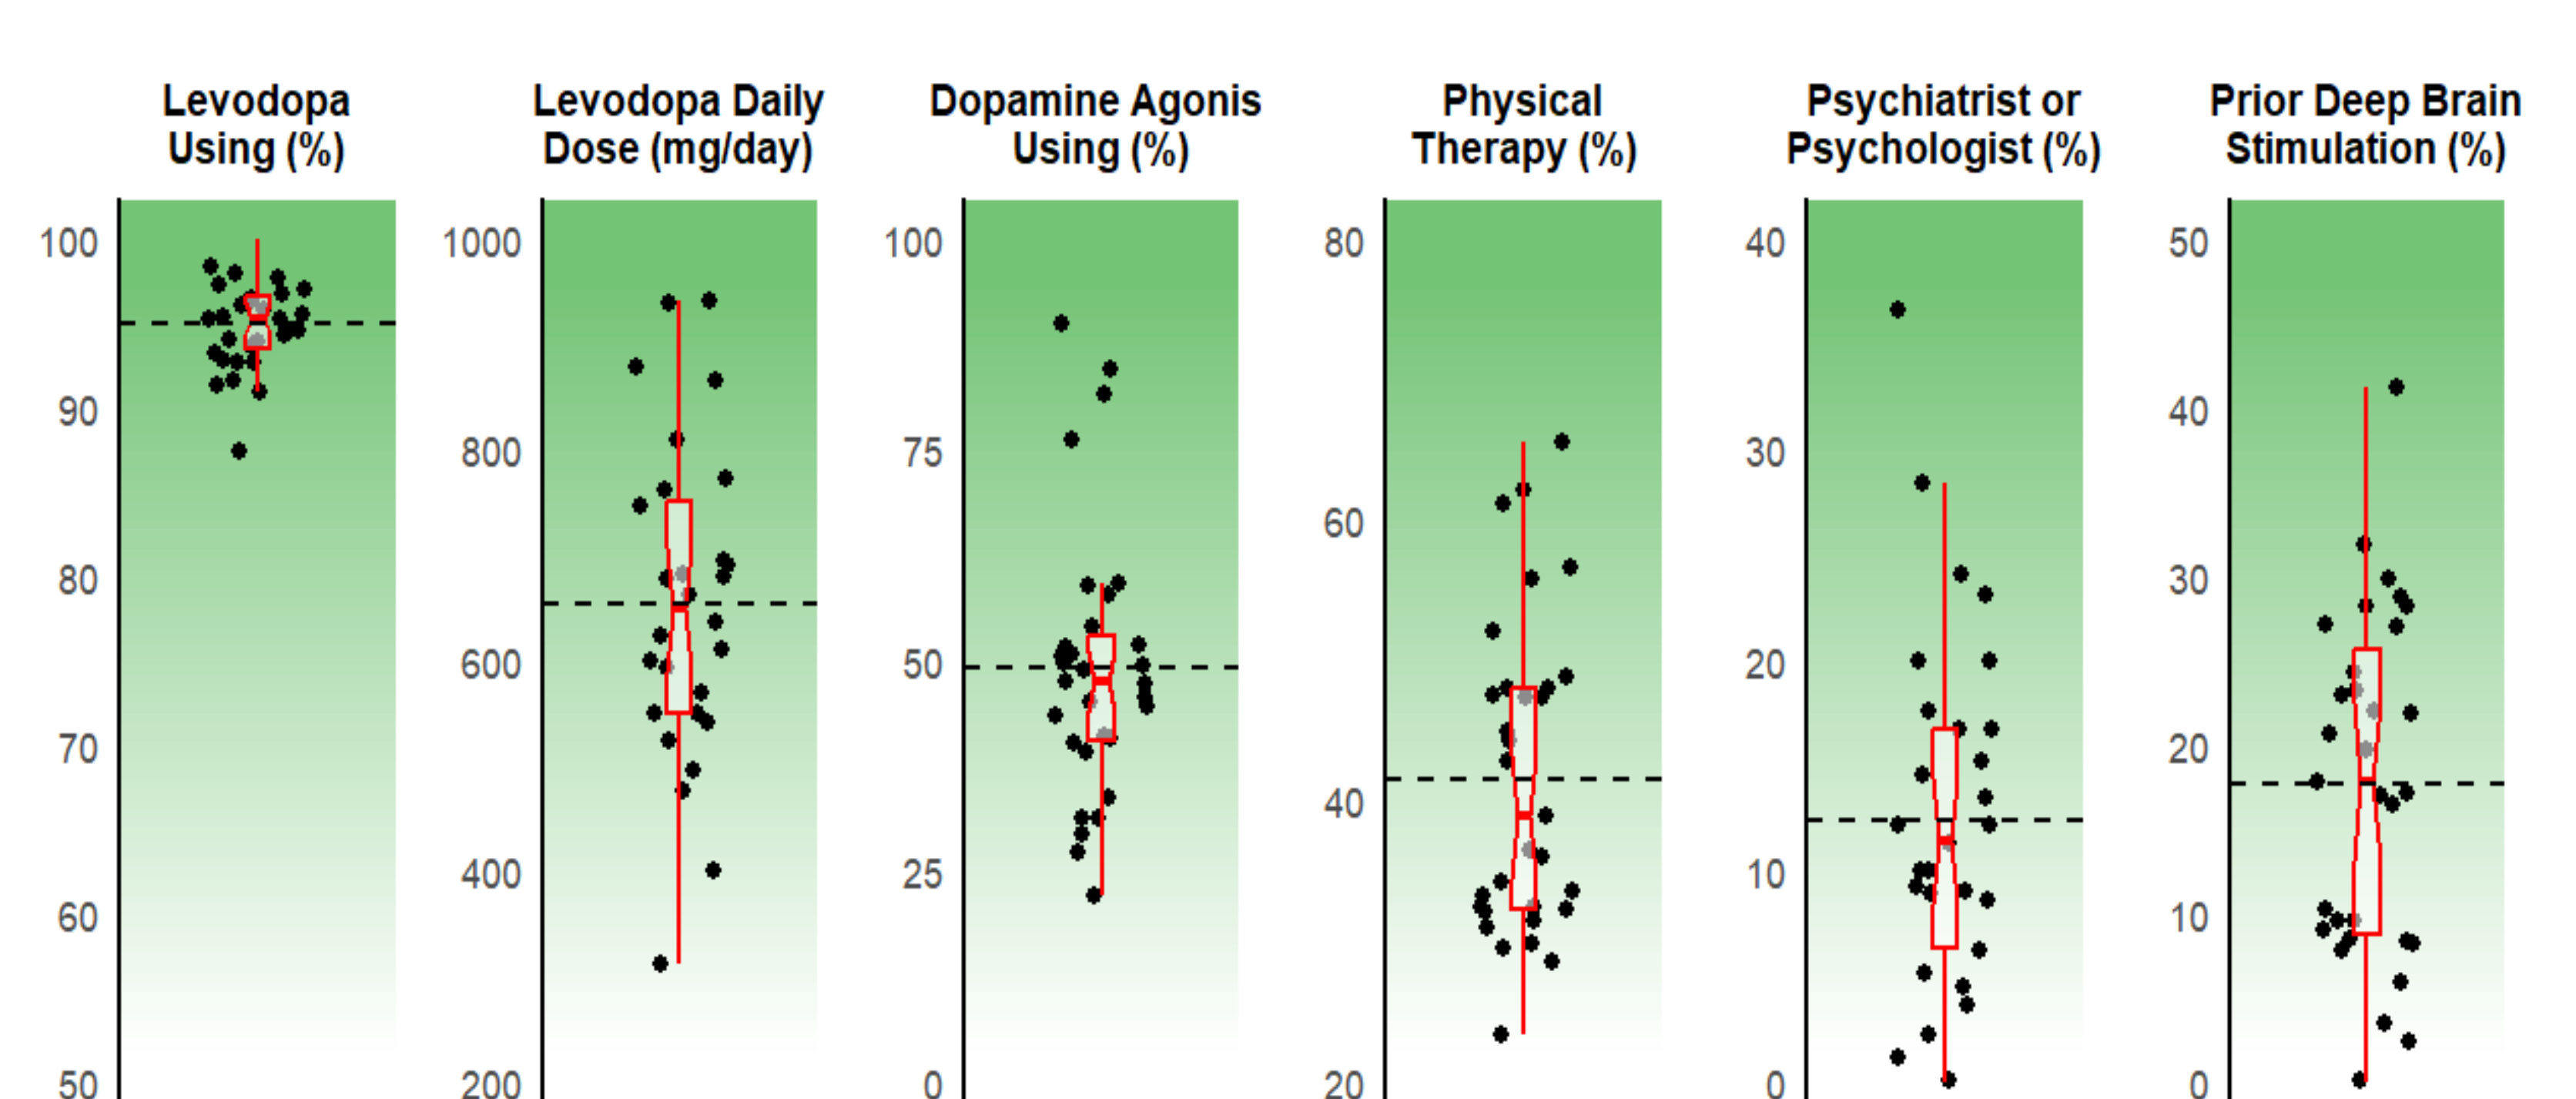 Levodopa
Using (%)
Levodopa Daily
Dose (mg/day)
Dopamine Agonis
Using (%)
Physical
Therapy (%)
Psychiatrist or
Psychologist (%)
Prior Deep Brain
Stimulation (%)
100
90
80
70
60
50
1000
800
600
400
200
100
75
50
25
0
80
60
40
20
40
30
20
10
0
50
40
30
20
10
0